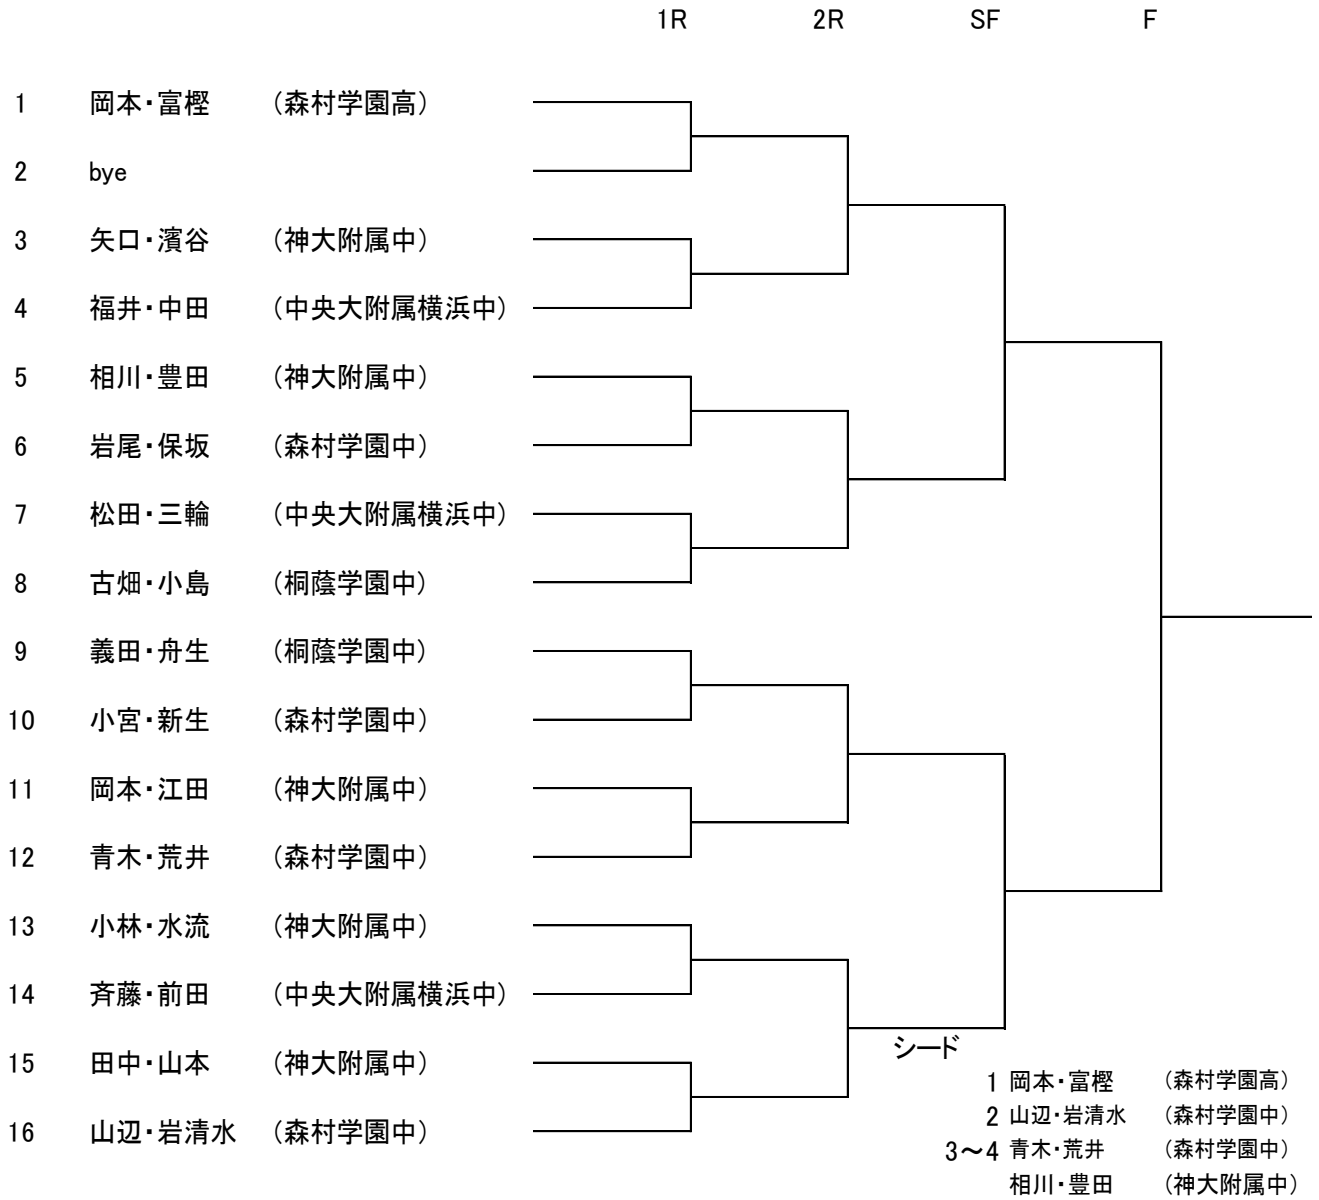 1R 2R SF F
1 岡本・富樫 (森村学園高)
2 bye
3 矢口・濱谷 (神大附属中)
4 福井・中田 (中央大附属横浜中)
5 相川・豊田 (神大附属中)
6 岩尾・保坂 (森村学園中)
7 松田・三輪 (中央大附属横浜中)
8 古畑・小島 (桐蔭学園中)
9 義田・舟生 (桐蔭学園中)
10 小宮・新生 (森村学園中)
11 岡本・江田 (神大附属中)
12 青木・荒井 (森村学園中)
13 小林・水流 (神大附属中)
14 斉藤・前田 (中央大附属横浜中)
15 田中・山本 (神大附属中)
16 山辺・岩清水 (森村学園中)
シード
1 岡本・富樫 (森村学園高)
2 山辺・岩清水 (森村学園中)
3～4 青木・荒井 (森村学園中)
相川・豊田 (神大附属中)